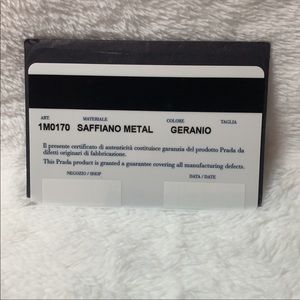 ART. MATERIALE COLORE TAGLIA
1M0170 SAFFIANO METAL GERANIO
Il presente certificato di autenticità costituisce garanzia del prodotto Prada da
difetti originari di fabbricazione.
This Prada product is granted a guarantee covering all manufacturing defects.
NEGOZIO / SHOP DATA / DATE